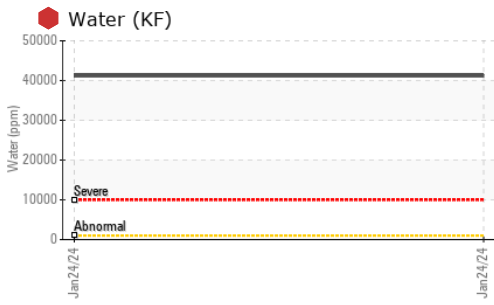 Water (KF)
Water (ppm)
50000
40000
30000
20000
10000
0
Severe
Abnormal
Jan24/24
Jan24/24